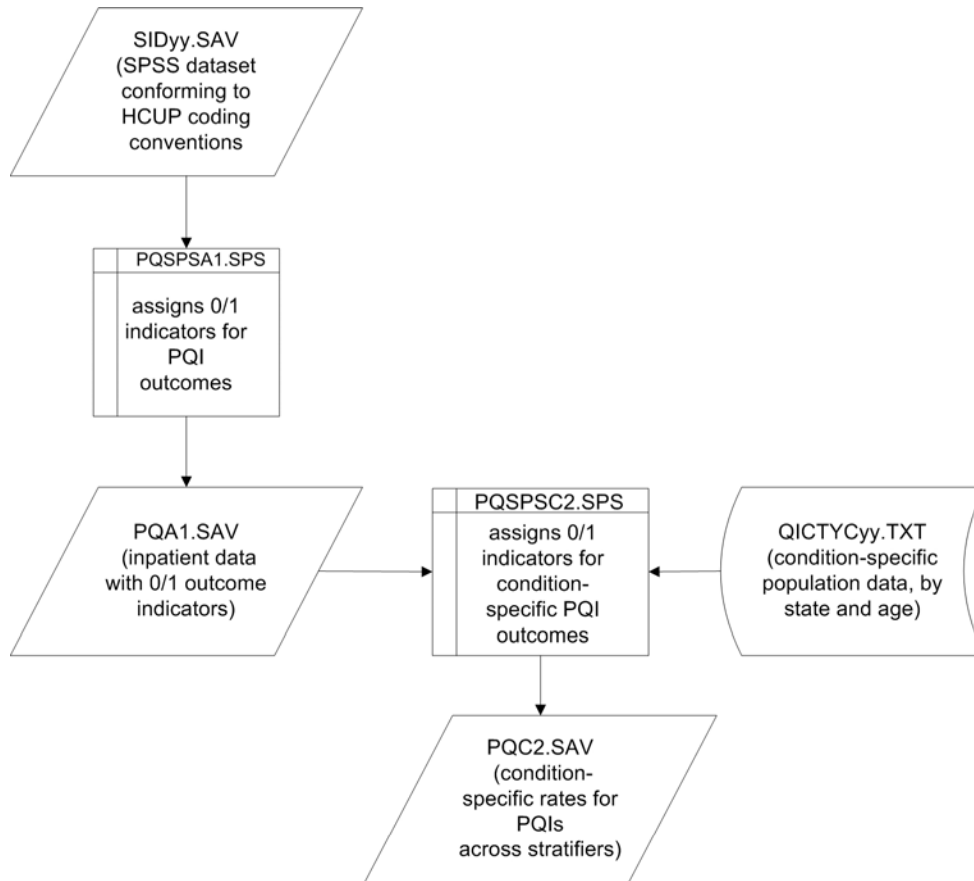 SIDyy.SAV
(SPSS dataset
conforming to
HCUP coding
conventions
PQSPSA1.SPS
assigns 0/1
indicators for
PQI
outcomes
PQA1.SAV
(inpatient data
with 0/1 outcome
indicators)
PQSPSC2.SPS
assigns 0/1
indicators for
condition-
specific PQI
outcomes
QICTYCyy.TXT
(condition-specific
population data, by
state and age)
PQC2.SAV
(condition-
specific rates for
PQIs
across stratifiers)